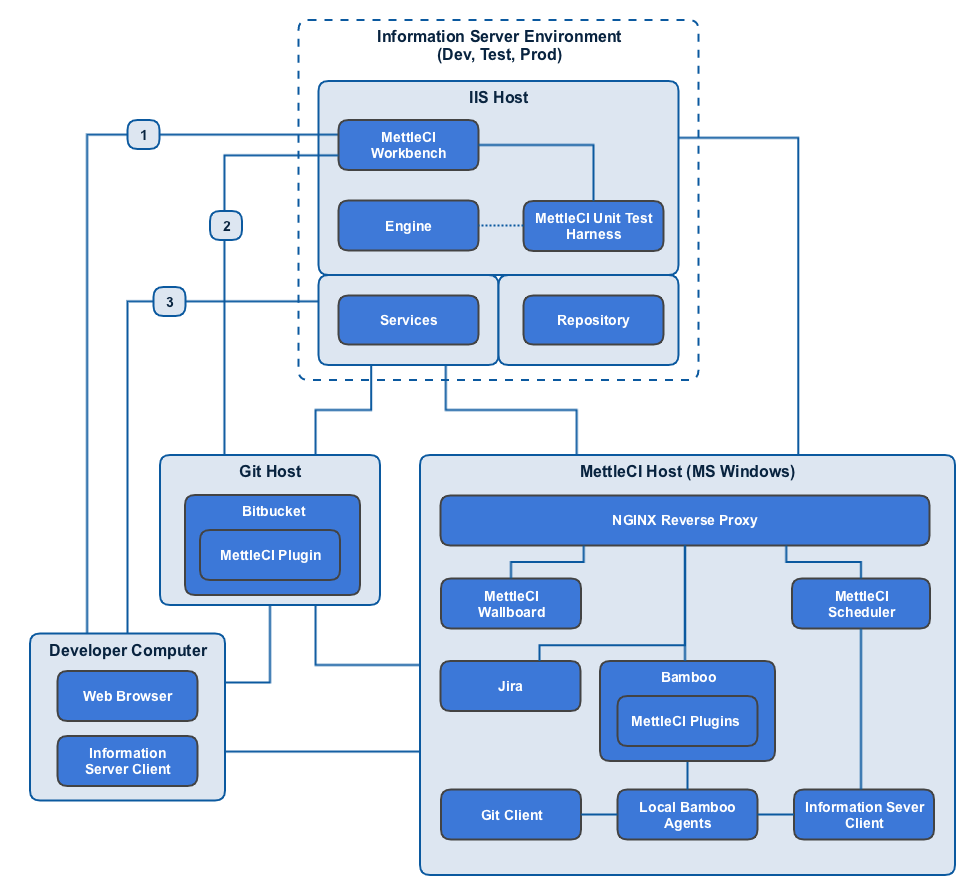 Information Server Environment
(Dev, Test, Prod)
IIS Host
1
MettleCI
Workbench
2
Engine
MettleCI Unit Test
Harness
3
Services
Repository
Git Host
Bitbucket
MettleCI Plugin
MettleCI Host (MS Windows)
NGINX Reverse Proxy
MettleCI
Wallboard
MettleCI
Scheduler
Developer Computer
Web Browser
Information
Server Client
Jira
Bamboo
MettleCI Plugins
Git Client
Local Bamboo
Agents
Information Sever
Client